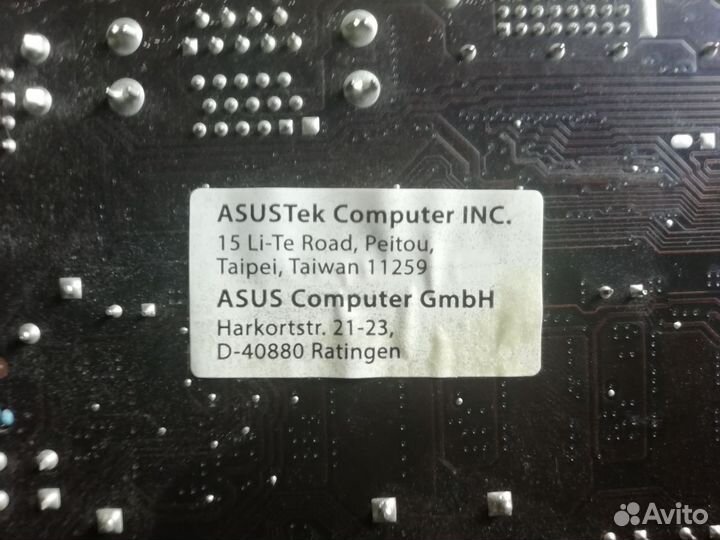 ASUSTek Computer INC.
15 Li-Te Road, Peitou,
Taipei, Taiwan 11259
ASUS Computer GmbH
Harkortstr. 21-23,
D-40880 Ratingen
Avito